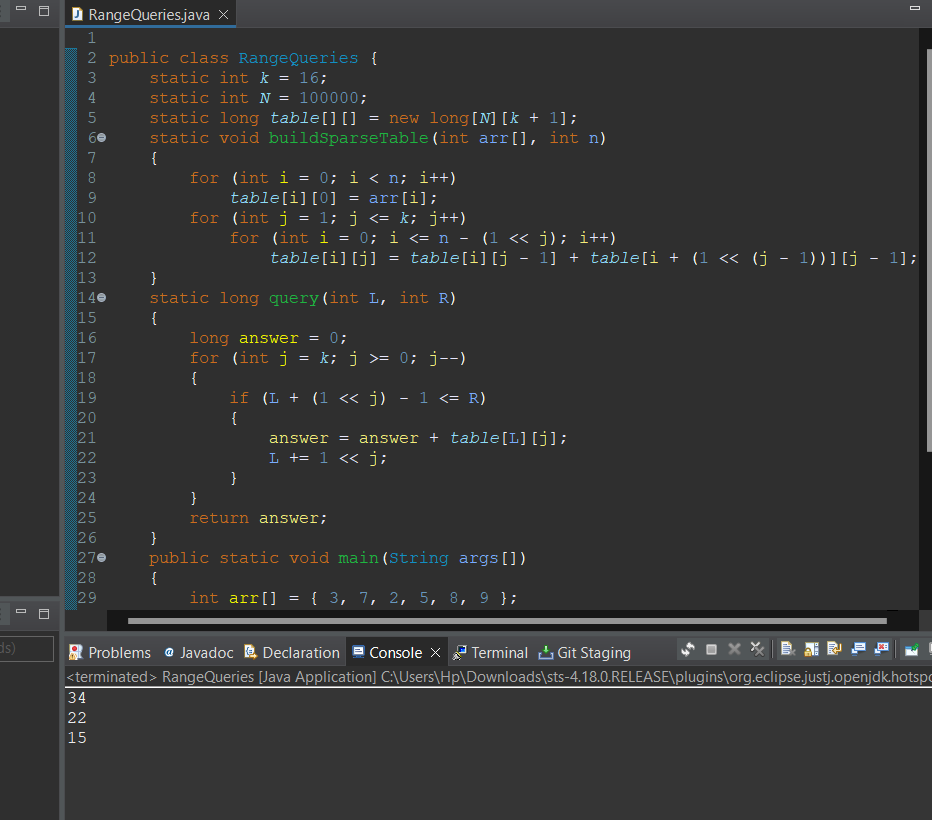 RangeQueries.java
1
2 public class RangeQueries {
3 static int k = 16;
4 static int N = 100000;
5 static long table[][] = new long[N][k + 1];
6 static void buildSparseTable(int arr[], int n)
7 {
8 for (int i = 0; i < n; i++)
9 table[i][0] = arr[i];
10 for (int j = 1; j <= k; j++)
11 for (int i = 0; i <= n - (1 << j); i++)
12 table[i][j] = table[i][j - 1] + table[i + (1 << (j - 1))][j - 1];
13 }
14 static long query(int L, int R)
15 {
16 long answer = 0;
17 for (int j = k; j >= 0; j--)
18 {
19 if (L + (1 << j) - 1 <= R)
20 {
21 answer = answer + table[L][j];
22 L += 1 << j;
23 }
24 }
25 return answer;
26 }
27 public static void main(String args[])
28 {
29 int arr[] = { 3, 7, 2, 5, 8, 9 };
ds)
Problems Javadoc Declaration Console Terminal Git Staging
<terminated> RangeQueries [Java Application] C:\Users\Hp\Downloads\sts-4.18.0.RELEASE\plugins\org.eclipse.justj.openjdk.hotspo
34
22
15